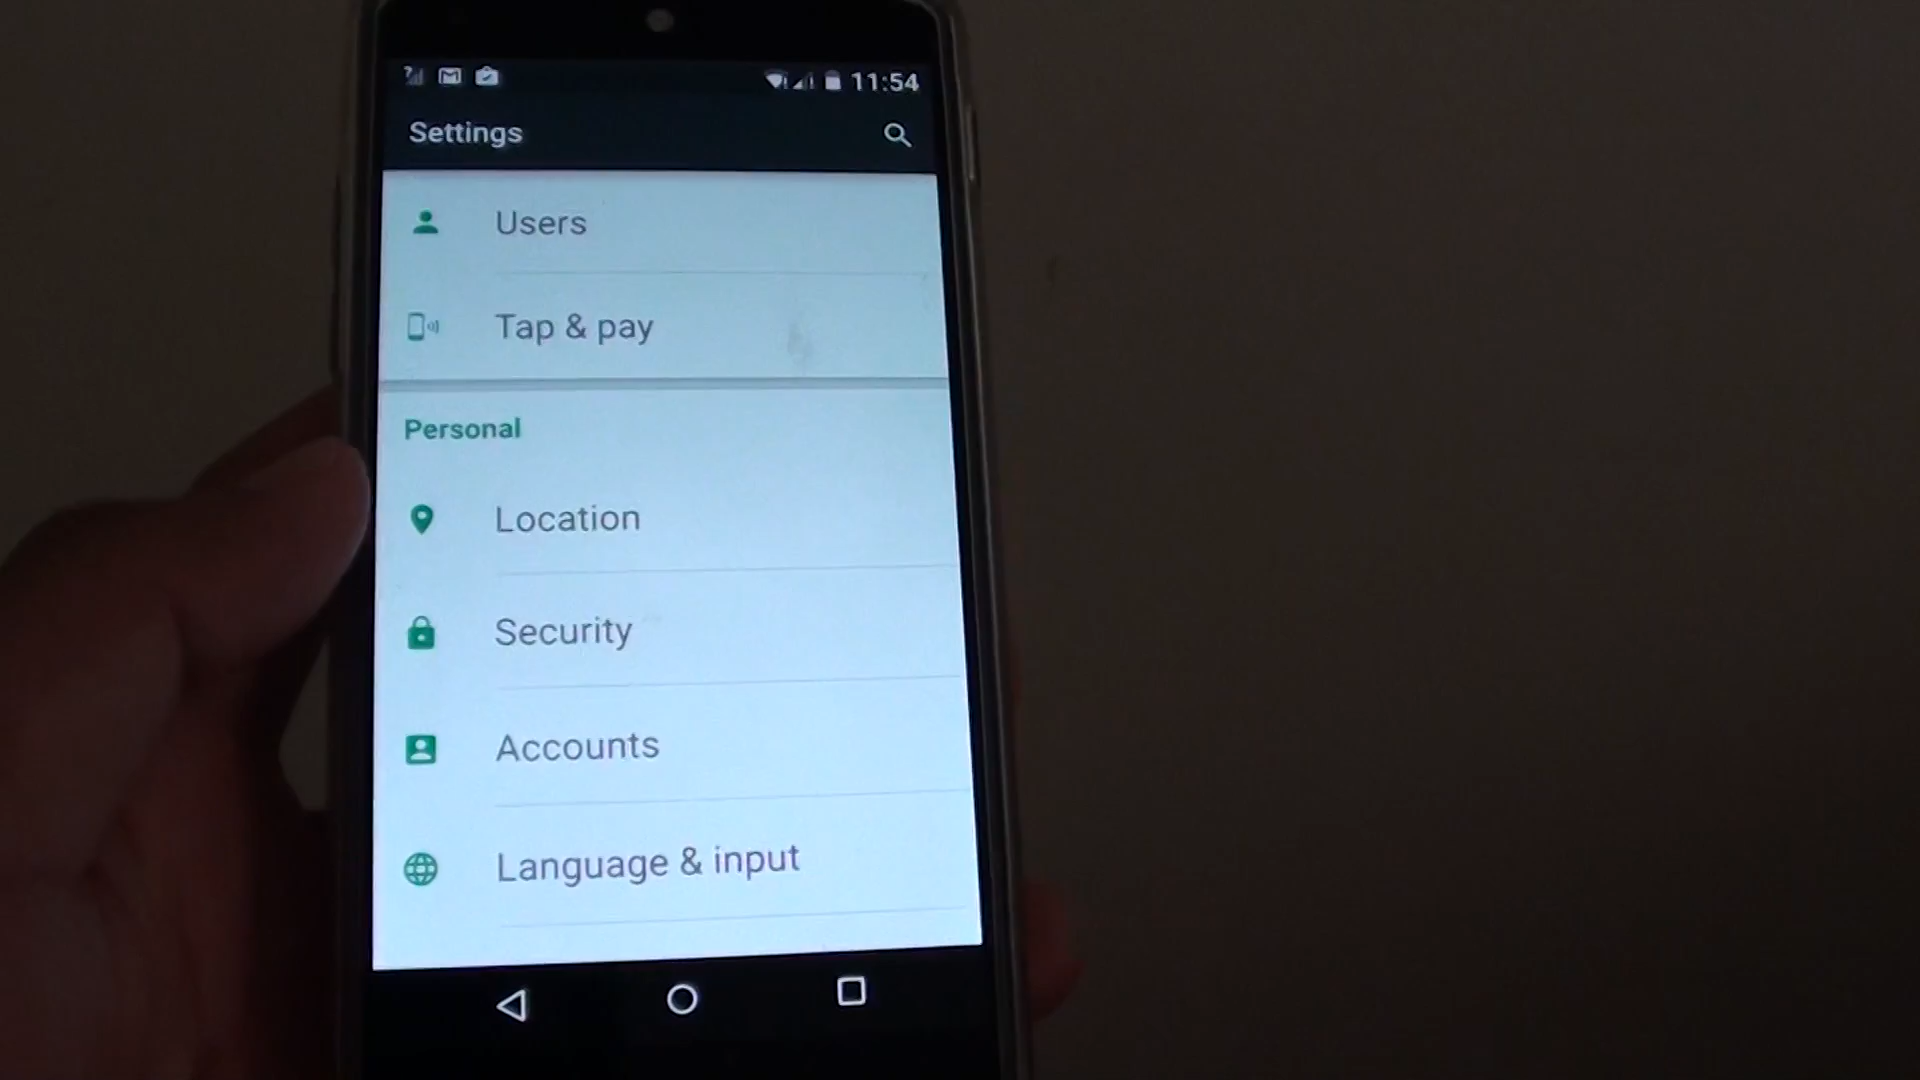 11:54
Settings
Users
Tap & pay
Personal
Location
Security
Accounts
Language & input